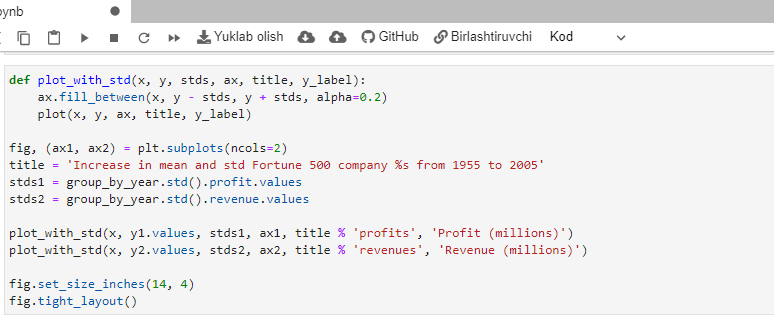 ynb
Yuklab olish GitHub Birlashtiruvchi Kod
def plot_with_std(x, y, stds, ax, title, y_label):
    ax.fill_between(x, y - stds, y + stds, alpha=0.2)
    plot(x, y, ax, title, y_label)
fig, (ax1, ax2) = plt.subplots(ncols=2)
title = 'Increase in mean and std Fortune 500 company %s from 1955 to 2005'
stds1 = group_by_year.std().profit.values
stds2 = group_by_year.std().revenue.values
plot_with_std(x, y1.values, stds1, ax1, title % 'profits', 'Profit (millions)')
plot_with_std(x, y2.values, stds2, ax2, title % 'revenues', 'Revenue (millions)')
fig.set_size_inches(14, 4)
fig.tight_layout()